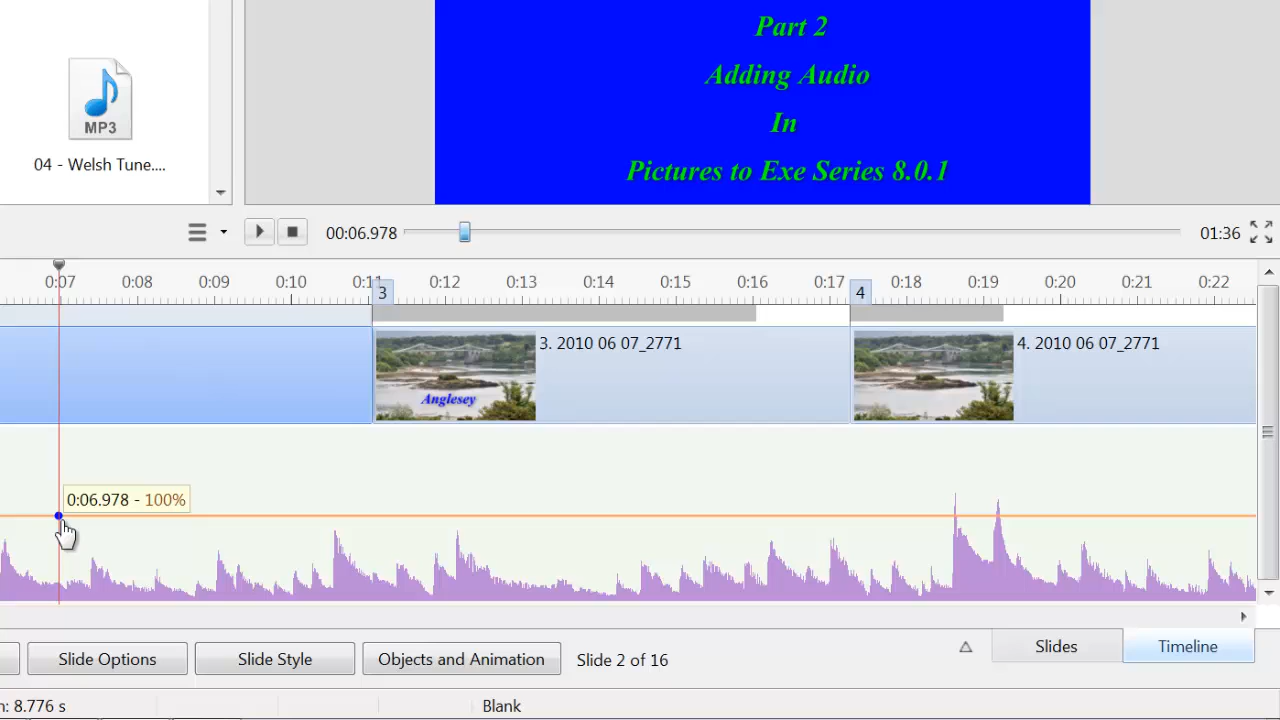 Part 2
Adding Audio
In
Pictures to Exe Series 8.0.1
MP3
04 - Welsh Tune....
00:06.978
01:36
0:07 0:08 0:09 0:10 0:11 0:12 0:13 0:14 0:15 0:16 0:17 0:18 0:19 0:20 0:21 0:22
3
4
3. 2010 06 07_2771
4. 2010 06 07_2771
Anglesey
0:06.978 - 100%
Slide Options
Slide Style
Objects and Animation
Slide 2 of 16
Slides
Timeline
n: 8.776 s
Blank